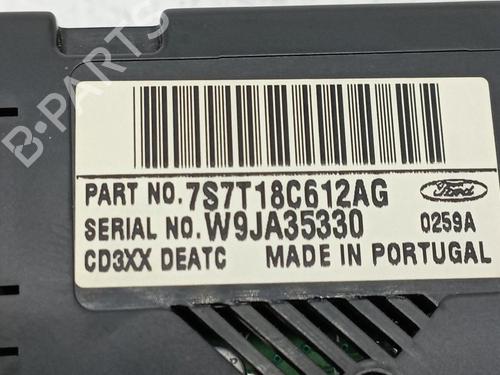 B-PARTS
PART NO. 7S7T18C612AG Ford
SERIAL NO. W9JA35330 0259A
CD3XX DEATC MADE IN PORTUGAL